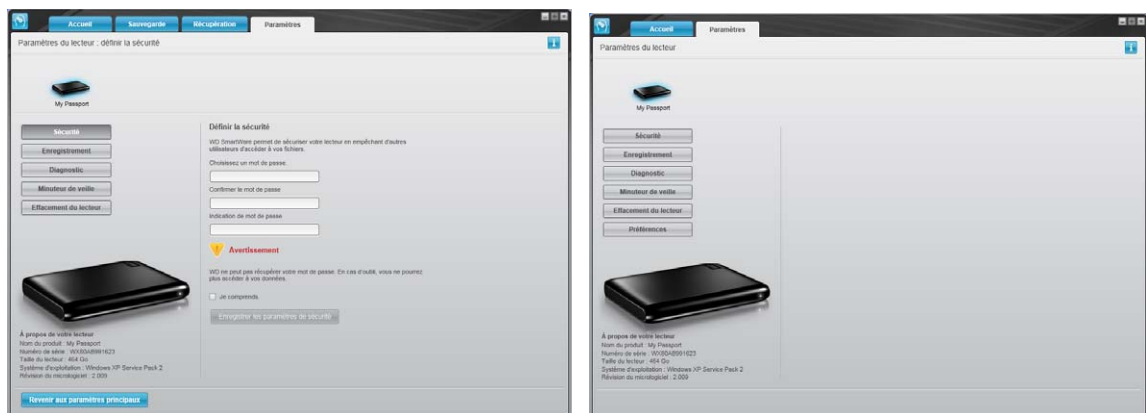 Accueil
Sauvegarde
Récupération
Paramètres
Paramètres du lecteur : définir la sécurité
My Passport
Sécurité
Enregistrement
Diagnostic
Minuteur de veille
Effacement du lecteur
Définir la sécurité
WD SmartWare permet de sécuriser votre lecteur en empêchant d'autres
utilisateurs d'accéder à vos fichiers.
Choisissez un mot de passe
Confirmer le mot de passe
Indication de mot de passe
Avertissement
WD ne peut pas récupérer votre mot de passe. En cas d'oubli, vous ne pourrez
plus accéder à vos données.
Je comprends.
Enregistrer les paramètres de sécurité
À propos de votre lecteur
Nom du produit : My Passport
Numéro de série : WX80A8991623
Taille du lecteur : 464 Go
Système d'exploitation : Windows XP Service Pack 2
Révision du micrologiciel : 2.009
Revenir aux paramètres principaux
Accueil
Paramètres
Paramètres du lecteur
My Passport
Sécurité
Enregistrement
Diagnostic
Minuteur de veille
Effacement du lecteur
Préférences
À propos de votre lecteur
Nom du produit : My Passport
Numéro de série : WX80A8991623
Taille du lecteur : 464 Go
Système d'exploitation : Windows XP Service Pack 2
Révision du micrologiciel : 2.009